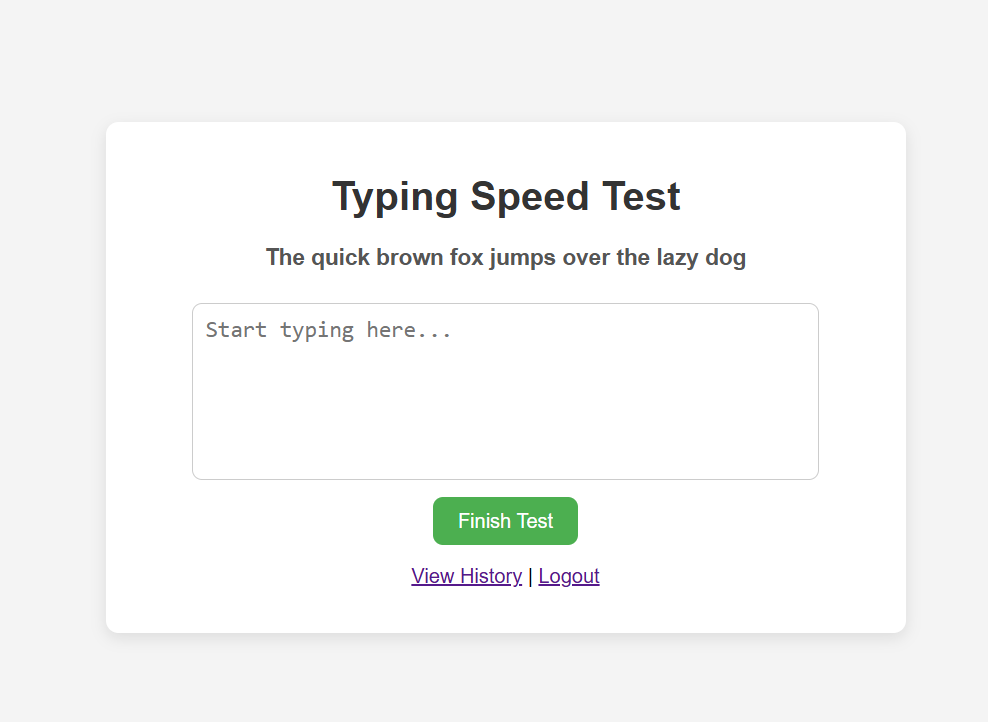 Typing Speed Test
The quick brown fox jumps over the lazy dog
Start typing here...
Finish Test
View History | Logout